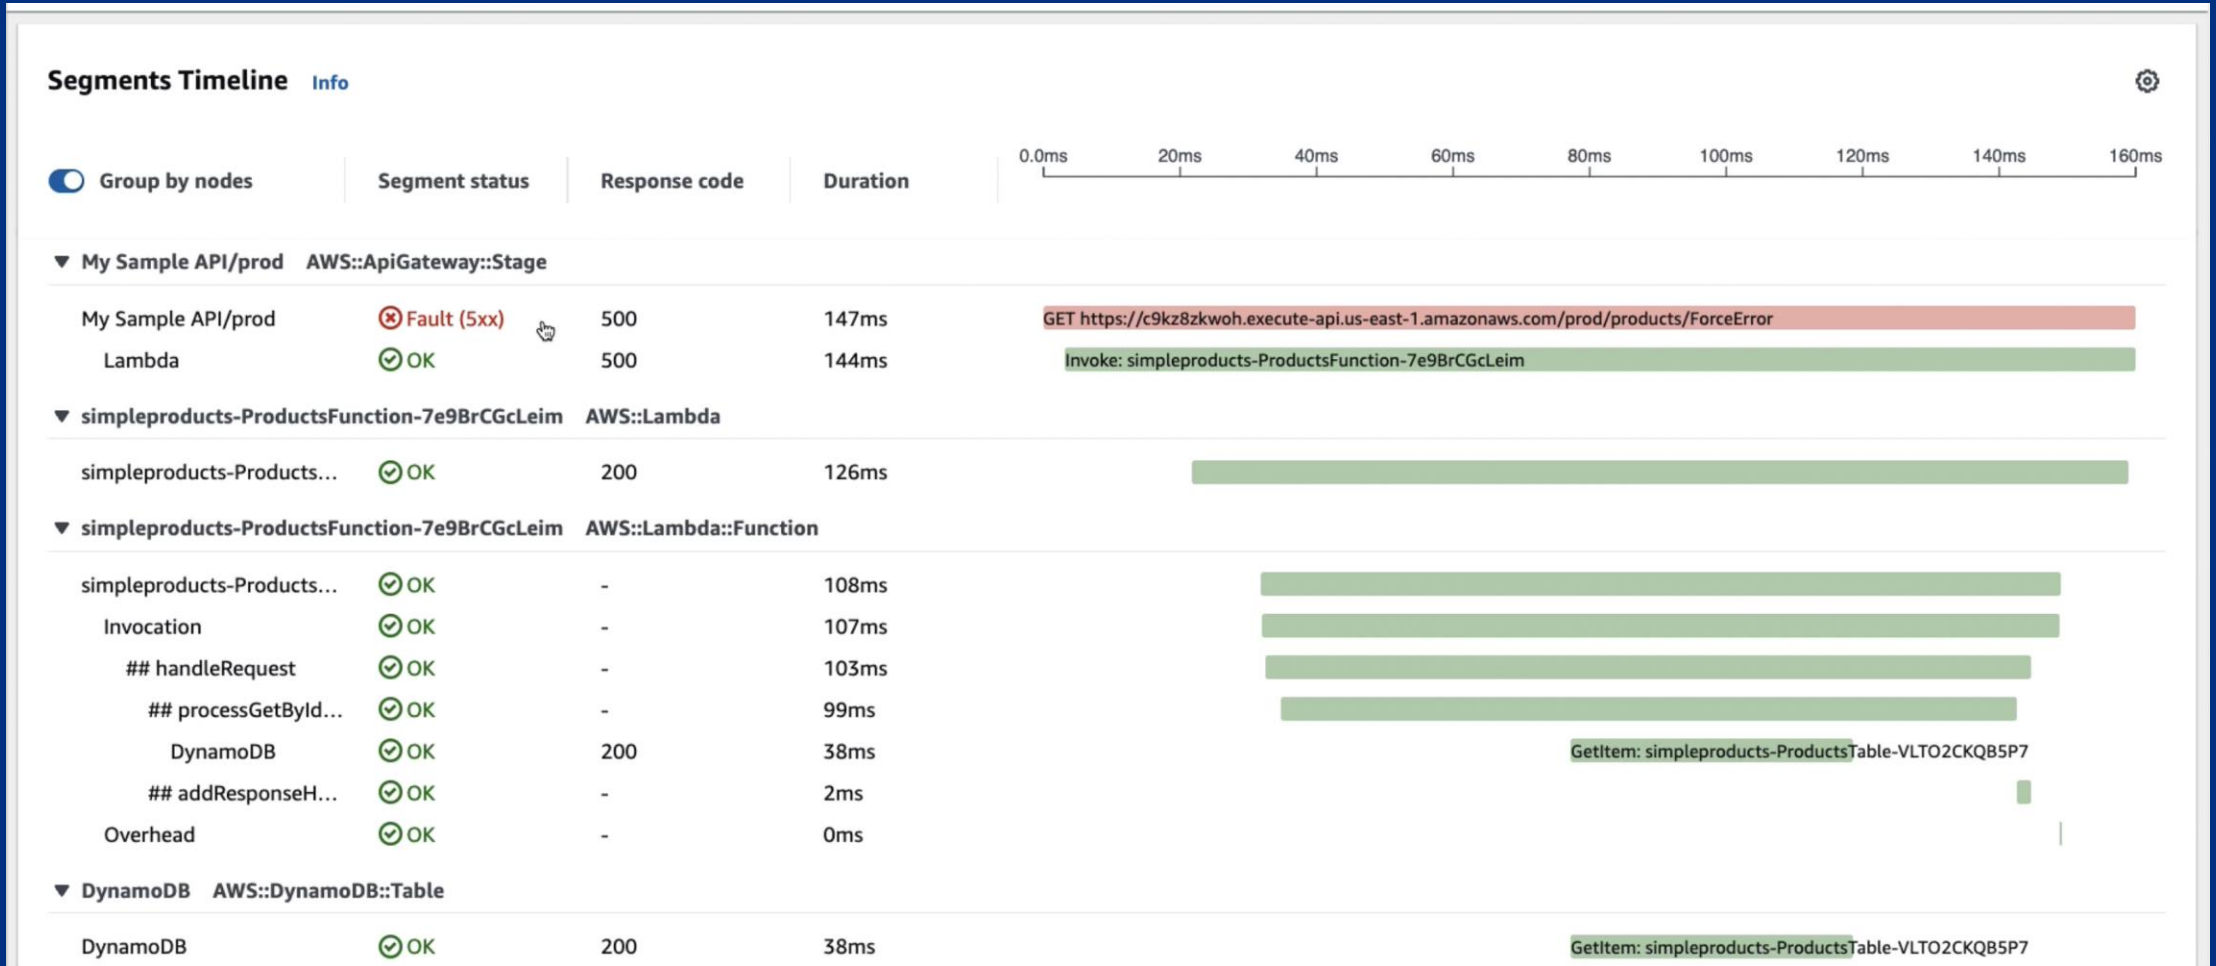 Segments Timeline Info
0.0ms 20ms 40ms 60ms 80ms 100ms 120ms 140ms 160ms
Group by nodes Segment status Response code Duration
My Sample API/prod AWS::ApiGateway::Stage
My Sample API/prod Fault (5xx) 500 147ms GET https://c9kz8zkwoh.execute-api.us-east-1.amazonaws.com/prod/products/ForceError
Lambda OK 500 144ms Invoke: simpleproducts-ProductsFunction-7e9BrCGcLeim
simpleproducts-ProductsFunction-7e9BrCGcLeim AWS::Lambda
simpleproducts-Products... OK 200 126ms
simpleproducts-ProductsFunction-7e9BrCGcLeim AWS::Lambda::Function
simpleproducts-Products... OK - 108ms
Invocation OK - 107ms
## handleRequest OK - 103ms
## processGetById... OK - 99ms
DynamoDB OK 200 38ms GetItem: simpleproducts-ProductsTable-VLTO2CKQB5P7
## addResponseH... OK - 2ms
Overhead OK - 0ms
DynamoDB AWS::DynamoDB::Table
DynamoDB OK 200 38ms GetItem: simpleproducts-ProductsTable-VLTO2CKQB5P7